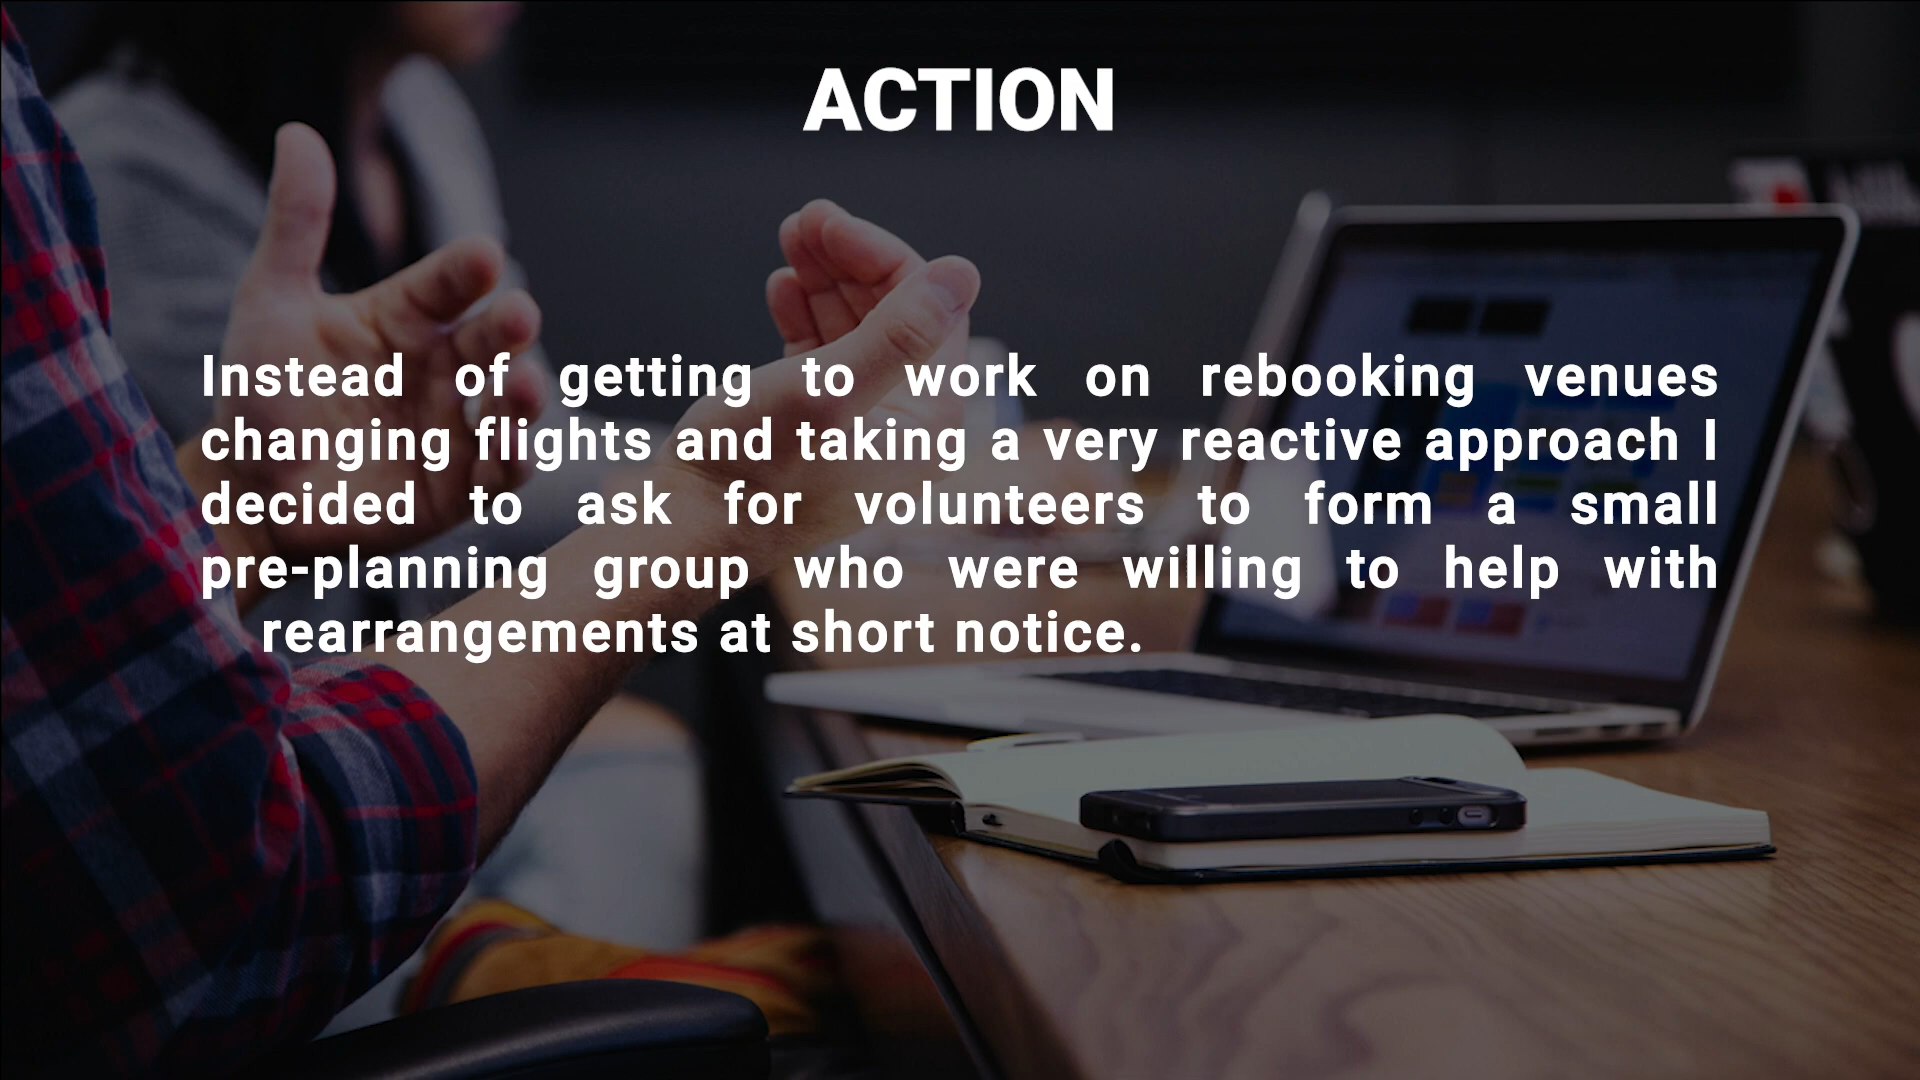 ACTION
Instead of getting to work on rebooking venues
changing flights and taking a very reactive approach I
decided to ask for volunteers to form a small
pre-planning group who were willing to help with
rearrangements at short notice.